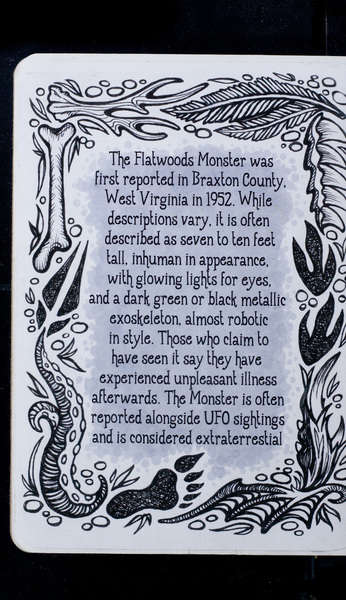 The Flatwoods Monster was
first reported in Braxton County,
West Virginia in 1952. While
descriptions vary, it is often
described as seven to ten feet
tall, inhuman in appearance,
with glowing lights for eyes,
and a dark green or black metallic
exoskeleton, almost robotic
in style. Those who claim to
have seen it say they have
experienced unpleasant illness
afterwards. The Monster is often
reported alongside UFO sightings
and is considered extraterrestial